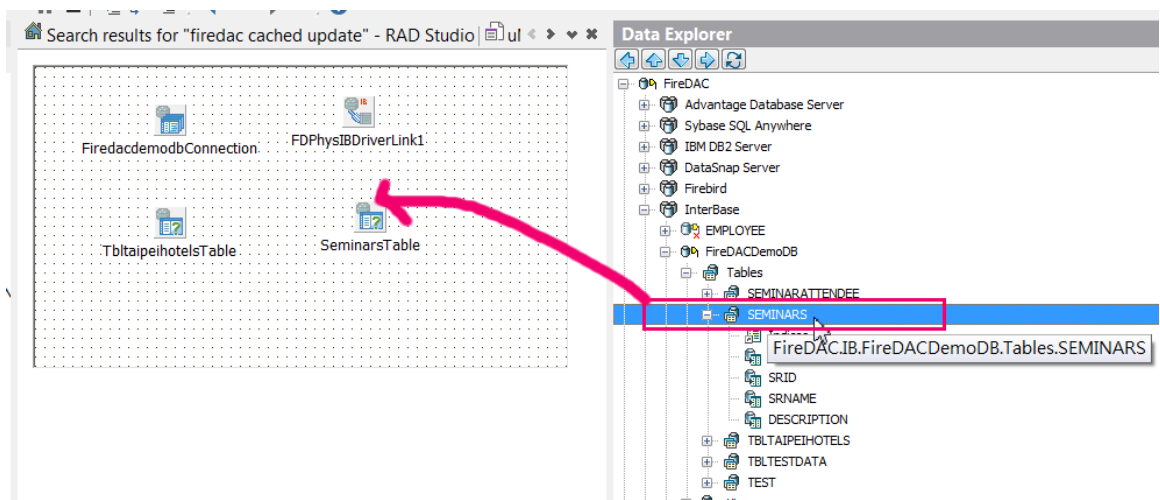 Search results for "firedac cached update" - RAD Studio
Data Explorer
FiredacdemodbConnection
FDPhysIBDriverLink1
TbltaipeihotelsTable
SeminarsTable
FireDAC
Advantage Database Server
Sybase SQL Anywhere
IBM DB2 Server
DataSnap Server
Firebird
InterBase
EMPLOYEE
FireDACDemoDB
Tables
SEMINARATTENDEE
SEMINARS
FireDAC.IB.FireDACDemoDB.Tables.SEMINARS
SRID
SRNAME
DESCRIPTION
TBLTAIPEIHOTELS
TBLTESTDATA
TEST